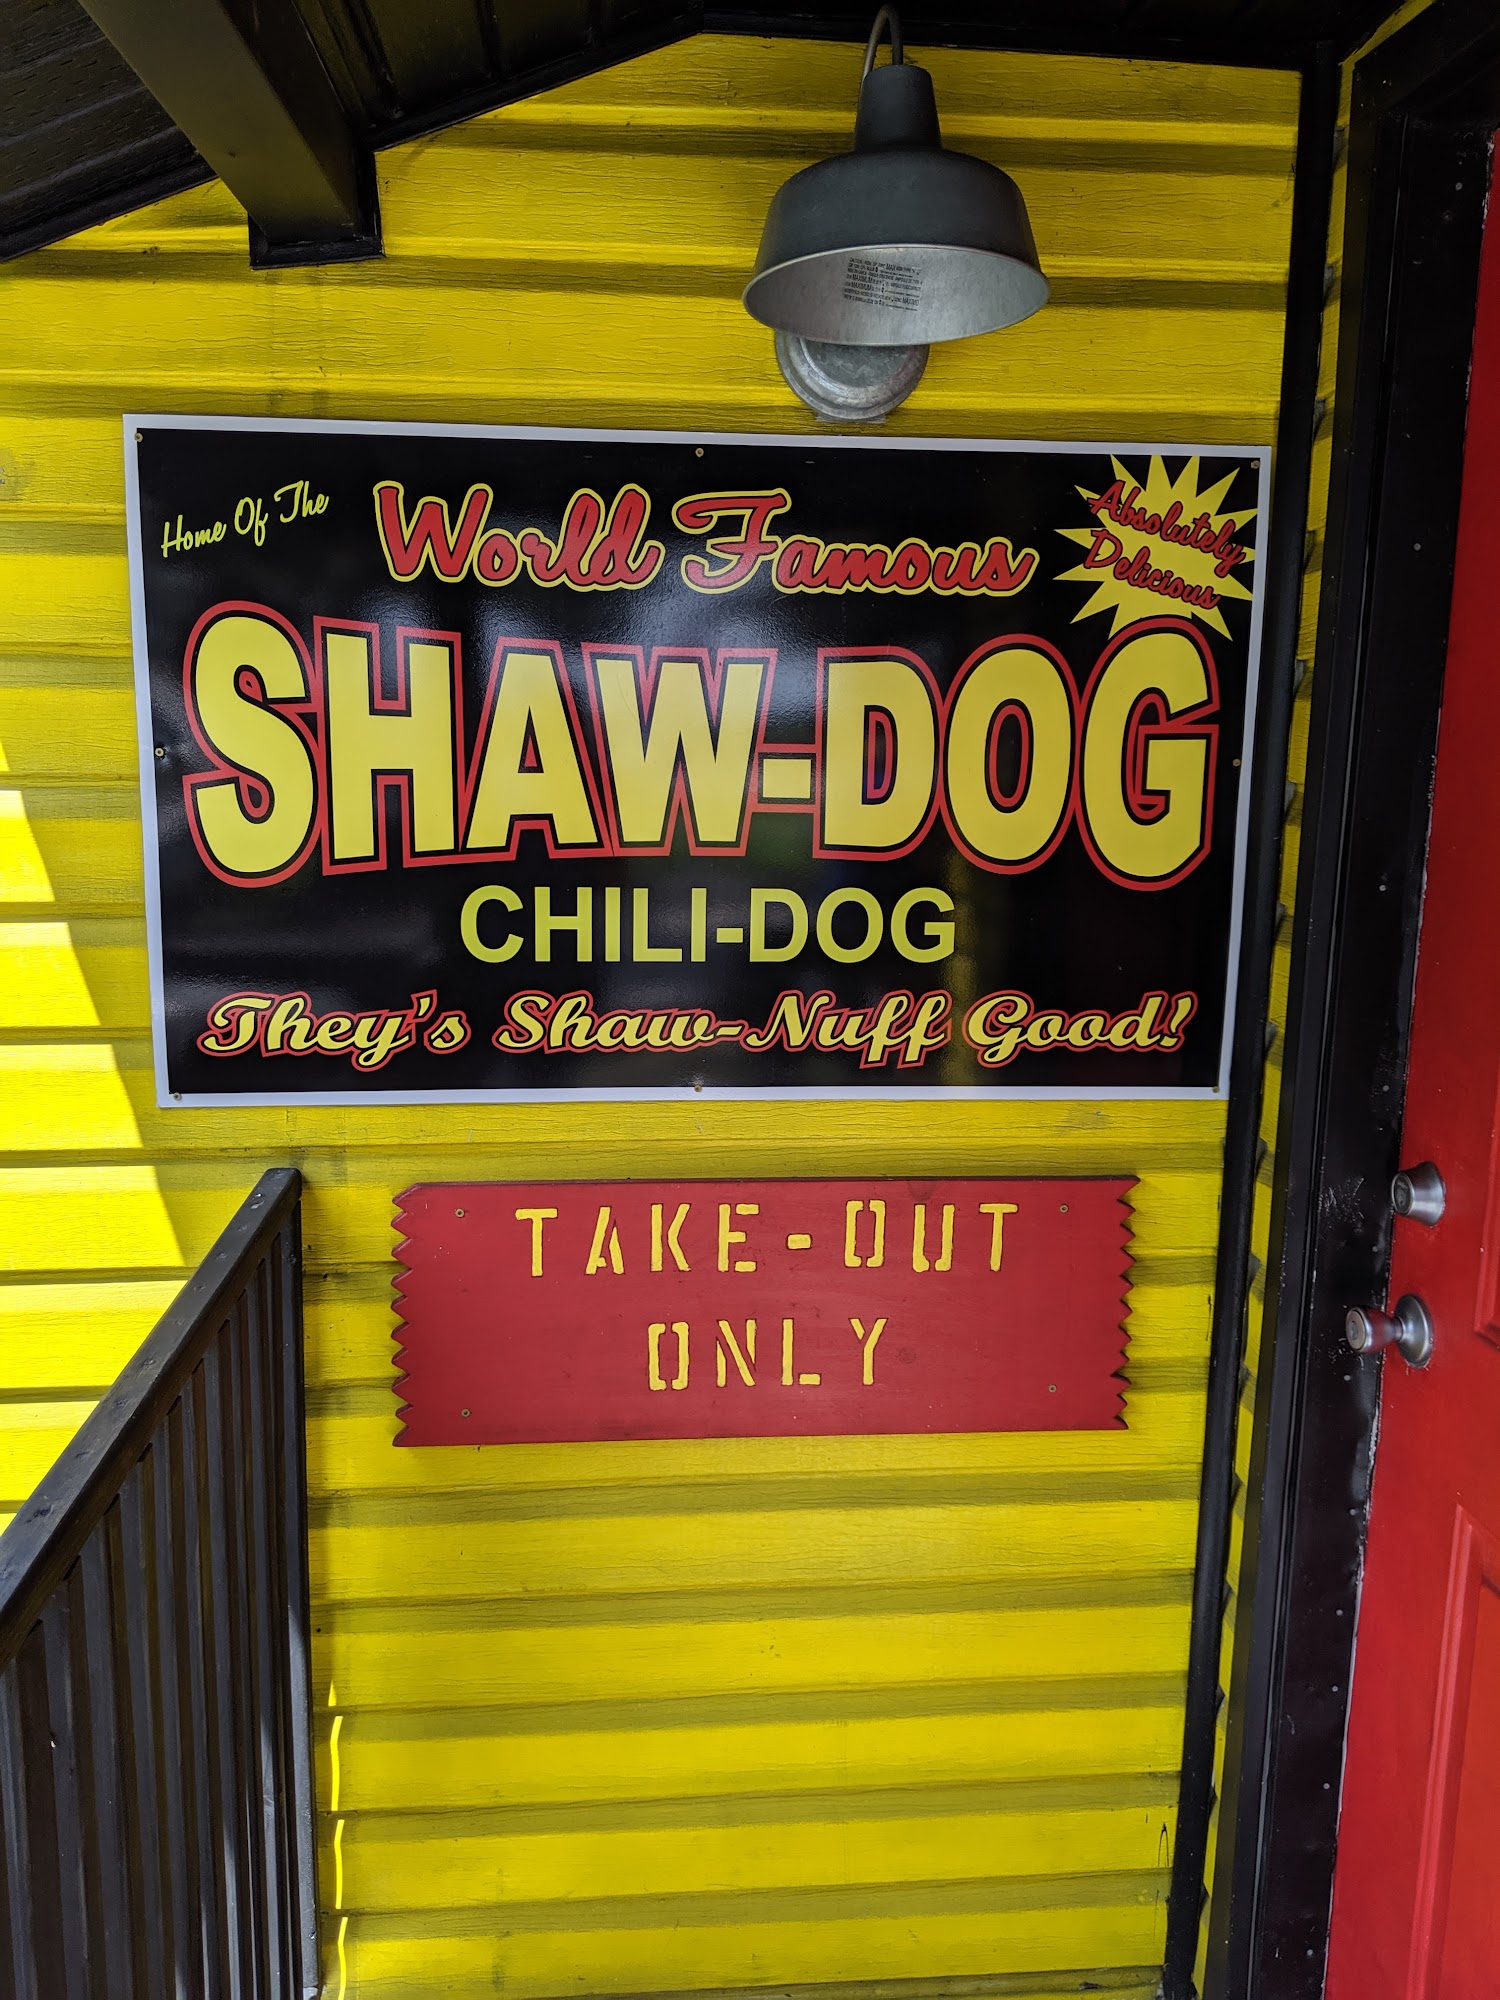 Home Of The
World Famous
Absolutely
Delicious
SHAW-DOG
CHILI-DOG
They's Shaw-Nuff Good!
TAKE-OUT
ONLY